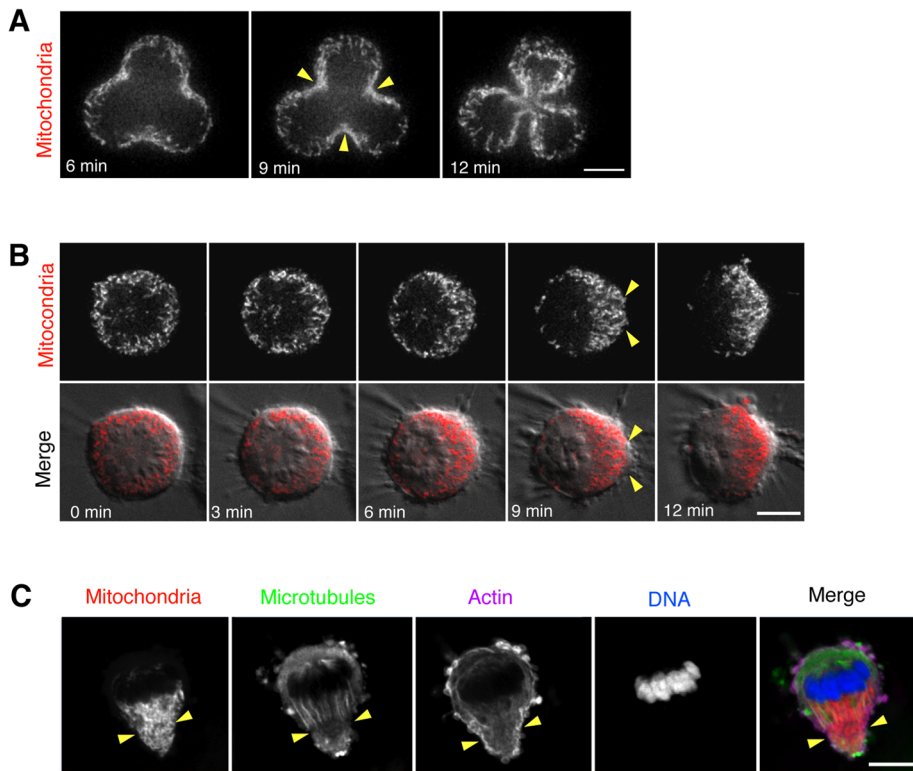 A
Mitochondria
6 min
9 min
12 min
B
Mitocondria
Merge
0 min
3 min
6 min
9 min
12 min
C
Mitochondria
Microtubules
Actin
DNA
Merge